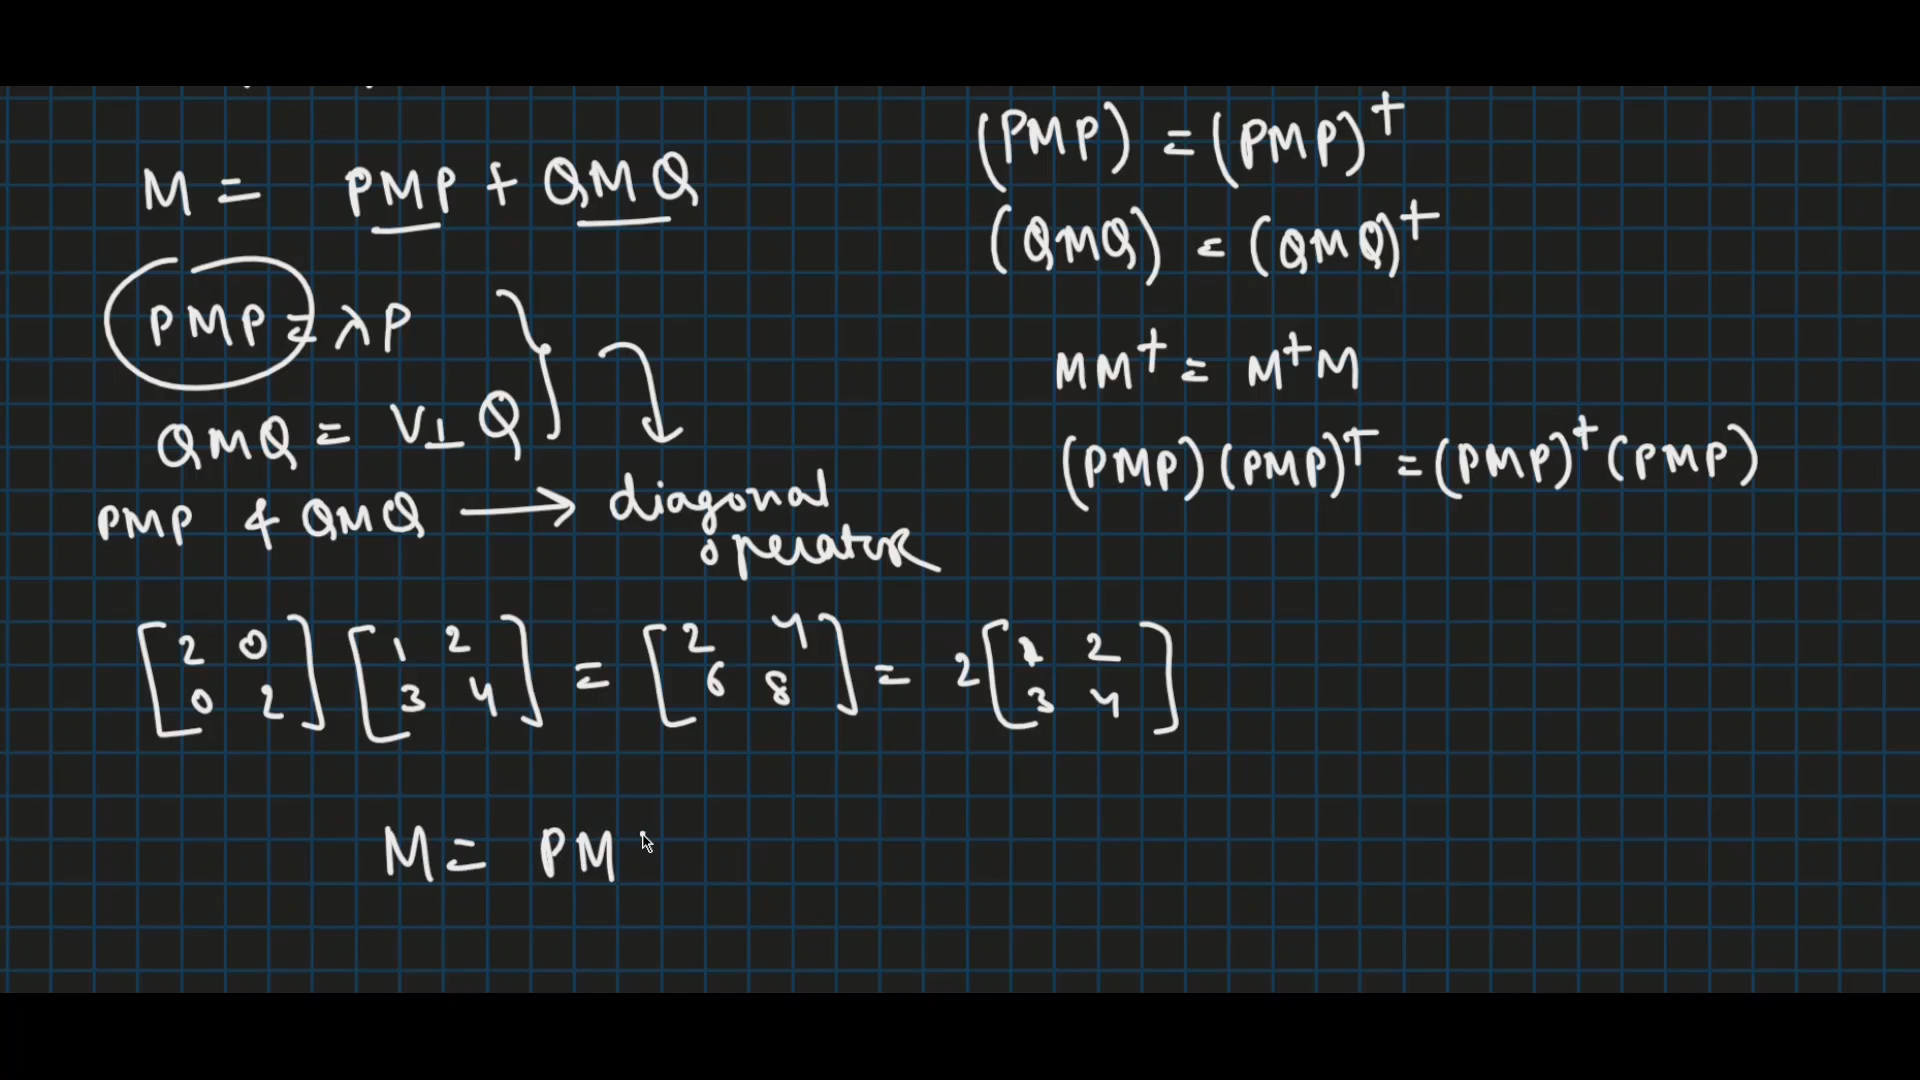 M = PMP + QMQ
PMP = λP
QMQ = V⊥ Q
PMP & QMQ → diagonal
operator
(PMP) = (PMP)†
(QMQ) = (QMQ)†
MM† = M†M
(PMP)(PMP)† = (PMP)†(PMP)
[2 0; 0 2] [1 2; 3 4] = [2 4; 6 8] = 2 [1 2; 3 4]
M = PM